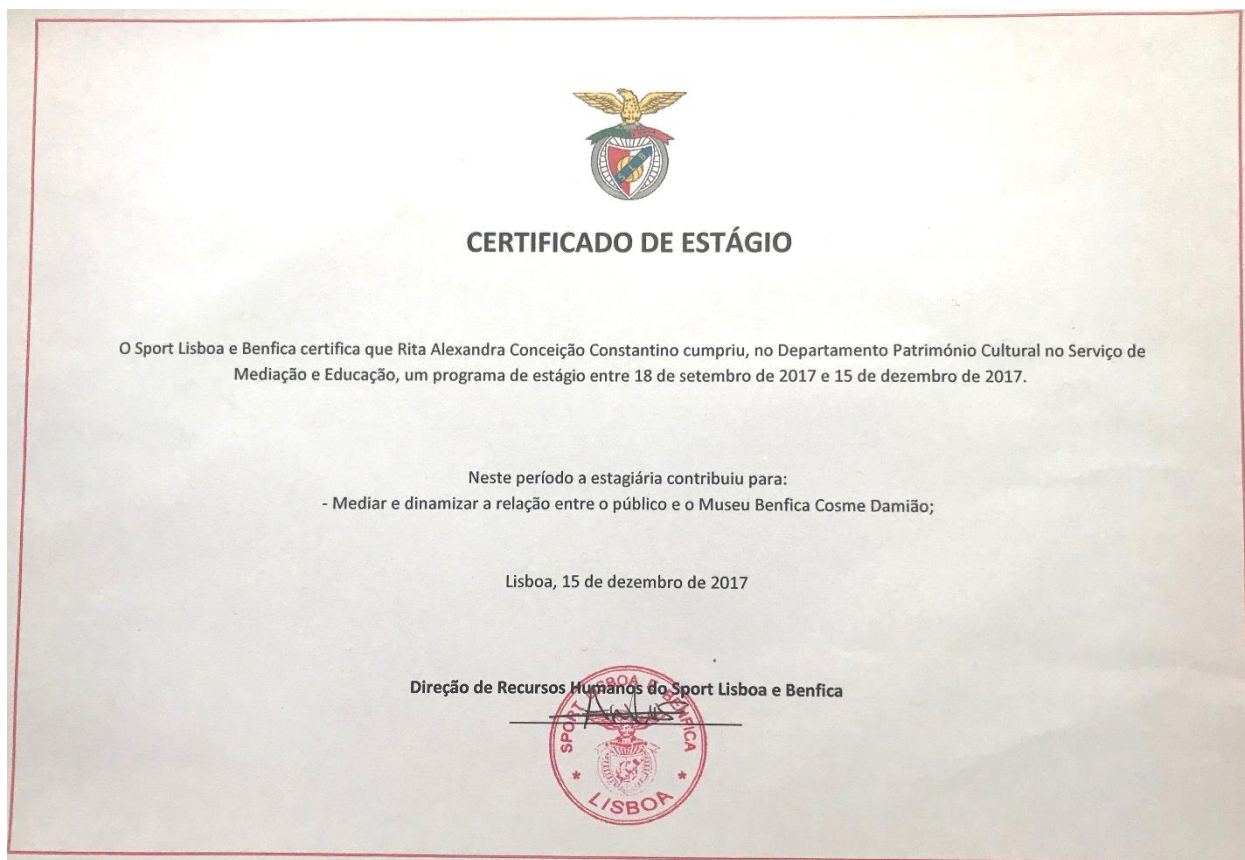 CERTIFICADO DE ESTÁGIO
O Sport Lisboa e Benfica certifica que Rita Alexandra Conceição Constantino cumpriu, no Departamento Património Cultural no Serviço de
Mediação e Educação, um programa de estágio entre 18 de setembro de 2017 e 15 de dezembro de 2017.
Neste período a estagiária contribuiu para:
- Mediar e dinamizar a relação entre o público e o Museu Benfica Cosme Damião;
Lisboa, 15 de dezembro de 2017
Direção de Recursos Humanos do Sport Lisboa e Benfica
SPORT LISBOA E BENFICA
* LISBOA *